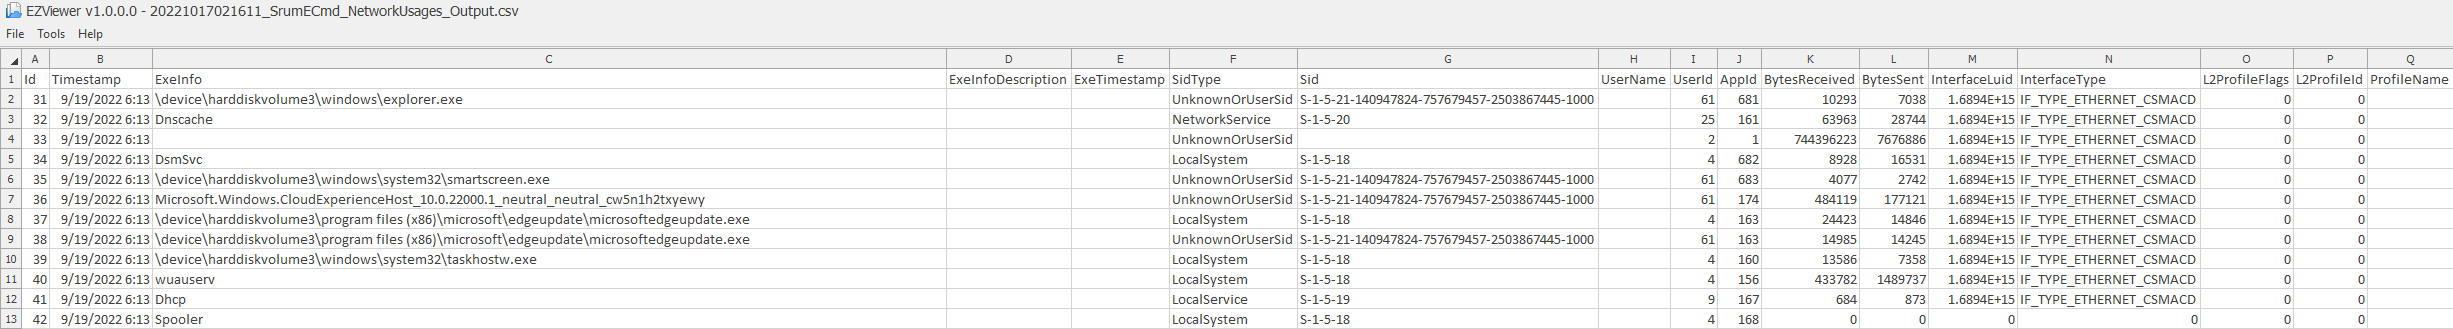 EZViewer v1.0.0.0 - 20221017021611_SrumECmd_NetworkUsages_Output.csv
File Tools Help
A B C D E F G H I J K L M N O P Q
1 Id Timestamp ExeInfo ExeInfoDescription ExeTimestamp SidType Sid UserName UserId AppId BytesReceived BytesSent InterfaceLuid InterfaceType L2ProfileFlags L2ProfileId ProfileName
2 31 9/19/2022 6:13 \device\harddiskvolume3\windows\explorer.exe UnknownOrUserSid S-1-5-21-140947824-757679457-2503867445-1000 61 681 10293 7038 1.6894E+15 IF_TYPE_ETHERNET_CSMACD 0 0
3 32 9/19/2022 6:13 Dnscache NetworkService S-1-5-20 25 161 63963 28744 1.6894E+15 IF_TYPE_ETHERNET_CSMACD 0 0
4 33 9/19/2022 6:13 UnknownOrUserSid 2 1 744396223 7676886 1.6894E+15 IF_TYPE_ETHERNET_CSMACD 0 0
5 34 9/19/2022 6:13 DsmSvc LocalSystem S-1-5-18 4 682 8928 16531 1.6894E+15 IF_TYPE_ETHERNET_CSMACD 0 0
6 35 9/19/2022 6:13 \device\harddiskvolume3\windows\system32\smartscreen.exe UnknownOrUserSid S-1-5-21-140947824-757679457-2503867445-1000 61 683 4077 2742 1.6894E+15 IF_TYPE_ETHERNET_CSMACD 0 0
7 36 9/19/2022 6:13 Microsoft.Windows.CloudExperienceHost_10.0.22000.1_neutral_neutral_cw5n1h2txyewy UnknownOrUserSid S-1-5-21-140947824-757679457-2503867445-1000 61 174 484119 177121 1.6894E+15 IF_TYPE_ETHERNET_CSMACD 0 0
8 37 9/19/2022 6:13 \device\harddiskvolume3\program files (x86)\microsoft\edgeupdate\microsoftedgeupdate.exe LocalSystem S-1-5-18 4 163 24423 14846 1.6894E+15 IF_TYPE_ETHERNET_CSMACD 0 0
9 38 9/19/2022 6:13 \device\harddiskvolume3\program files (x86)\microsoft\edgeupdate\microsoftedgeupdate.exe UnknownOrUserSid S-1-5-21-140947824-757679457-2503867445-1000 61 163 14985 14245 1.6894E+15 IF_TYPE_ETHERNET_CSMACD 0 0
10 39 9/19/2022 6:13 \device\harddiskvolume3\windows\system32\taskhostw.exe LocalSystem S-1-5-18 4 160 13586 7358 1.6894E+15 IF_TYPE_ETHERNET_CSMACD 0 0
11 40 9/19/2022 6:13 wuauserv LocalSystem S-1-5-18 4 156 433782 1489737 1.6894E+15 IF_TYPE_ETHERNET_CSMACD 0 0
12 41 9/19/2022 6:13 Dhcp LocalService S-1-5-19 9 167 684 873 1.6894E+15 IF_TYPE_ETHERNET_CSMACD 0 0
13 42 9/19/2022 6:13 Spooler LocalSystem S-1-5-18 4 168 0 0 0 0 0 0